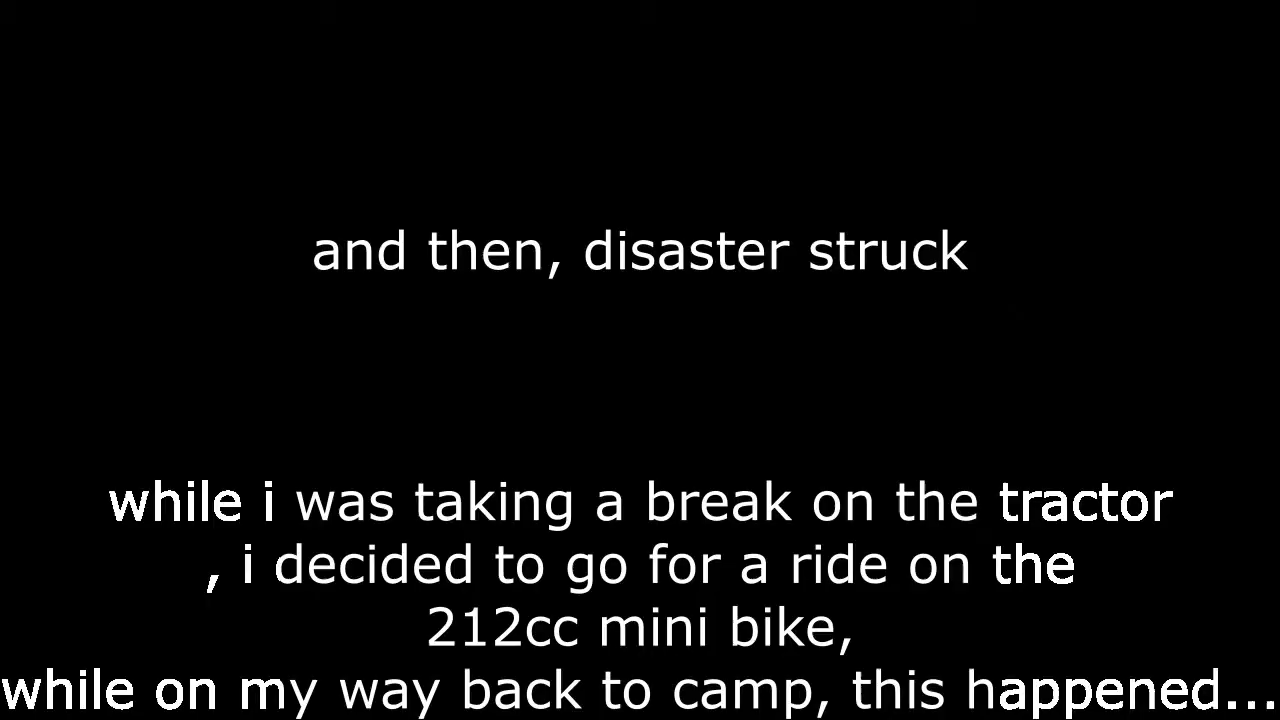 and then, disaster struck
while i was taking a break on the tractor
, i decided to go for a ride on the
212cc mini bike,
while on my way back to camp, this happened...